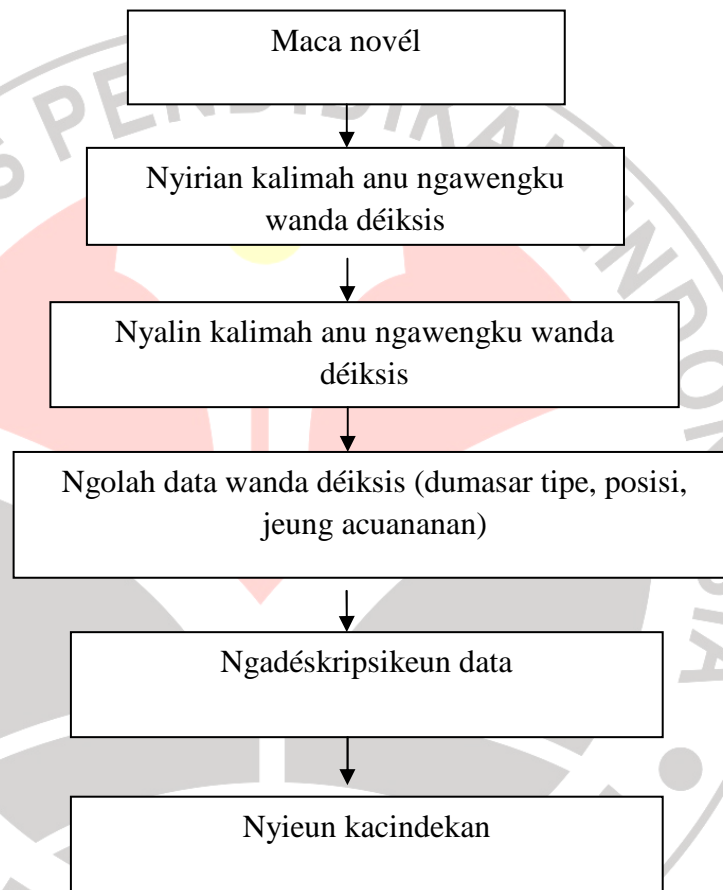 Maca novél
Nyirian kalimah anu ngawengku
wanda déiksis
Nyalin kalimah anu ngawengku wanda
déiksis
Ngolah data wanda déiksis (dumasar tipe, posisi,
jeung acuananan)
Ngadéskripsikeun data
Nyieun kacindekan